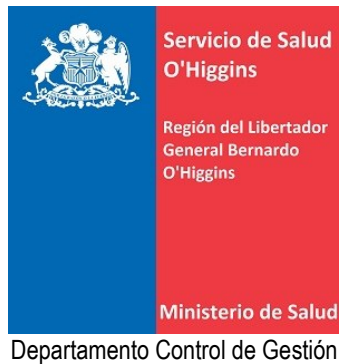 Servicio de Salud
O'Higgins
Región del Libertador
General Bernardo
O'Higgins
Ministerio de Salud
Departamento Control de Gestión